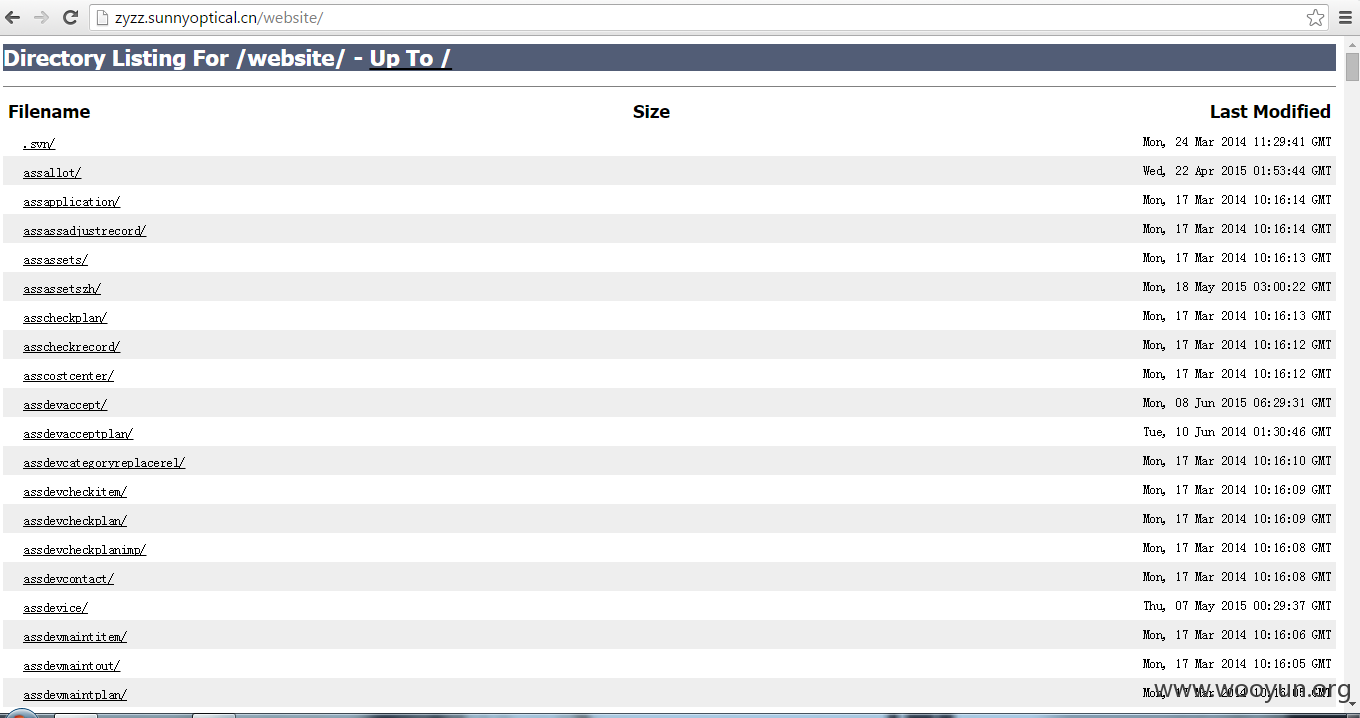 zyzz.sunnyoptical.cn/website/
Directory Listing For /website/ - Up To /
Filename Size Last Modified
.svn/ Mon, 24 Mar 2014 11:29:41 GMT
assallot/ Wed, 22 Apr 2015 01:53:44 GMT
assapplication/ Mon, 17 Mar 2014 10:16:14 GMT
assassadjustrecord/ Mon, 17 Mar 2014 10:16:14 GMT
assassets/ Mon, 17 Mar 2014 10:16:13 GMT
assassetszh/ Mon, 18 May 2015 03:00:22 GMT
asscheckplan/ Mon, 17 Mar 2014 10:16:13 GMT
asscheckrecord/ Mon, 17 Mar 2014 10:16:12 GMT
asscostcenter/ Mon, 17 Mar 2014 10:16:12 GMT
assdevaccept/ Mon, 08 Jun 2015 06:29:31 GMT
assdevacceptplan/ Tue, 10 Jun 2014 01:30:46 GMT
assdevcategoryreplacerel/ Mon, 17 Mar 2014 10:16:10 GMT
assdevcheckitem/ Mon, 17 Mar 2014 10:16:09 GMT
assdevcheckplan/ Mon, 17 Mar 2014 10:16:09 GMT
assdevcheckplanimp/ Mon, 17 Mar 2014 10:16:08 GMT
assdevcontact/ Mon, 17 Mar 2014 10:16:08 GMT
assdevice/ Thu, 07 May 2015 00:29:37 GMT
assdevmaintitem/ Mon, 17 Mar 2014 10:16:06 GMT
assdevmaintout/ Mon, 17 Mar 2014 10:16:05 GMT
assdevmaintplan/ Mon, 17 Mar 2014 10:16:05 GMT
www.wooyun.org